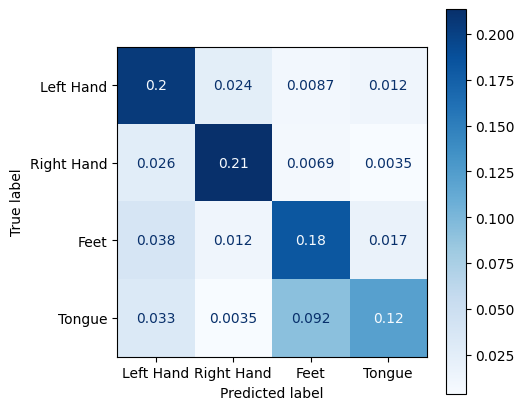 0.200
0.175
0.150
0.125
0.100
0.075
0.050
0.025
True label
Left Hand 0.2 0.024 0.0087 0.012
Right Hand 0.026 0.21 0.0069 0.0035
Feet 0.038 0.012 0.18 0.017
Tongue 0.033 0.0035 0.092 0.12
Left Hand Right Hand Feet Tongue
Predicted label